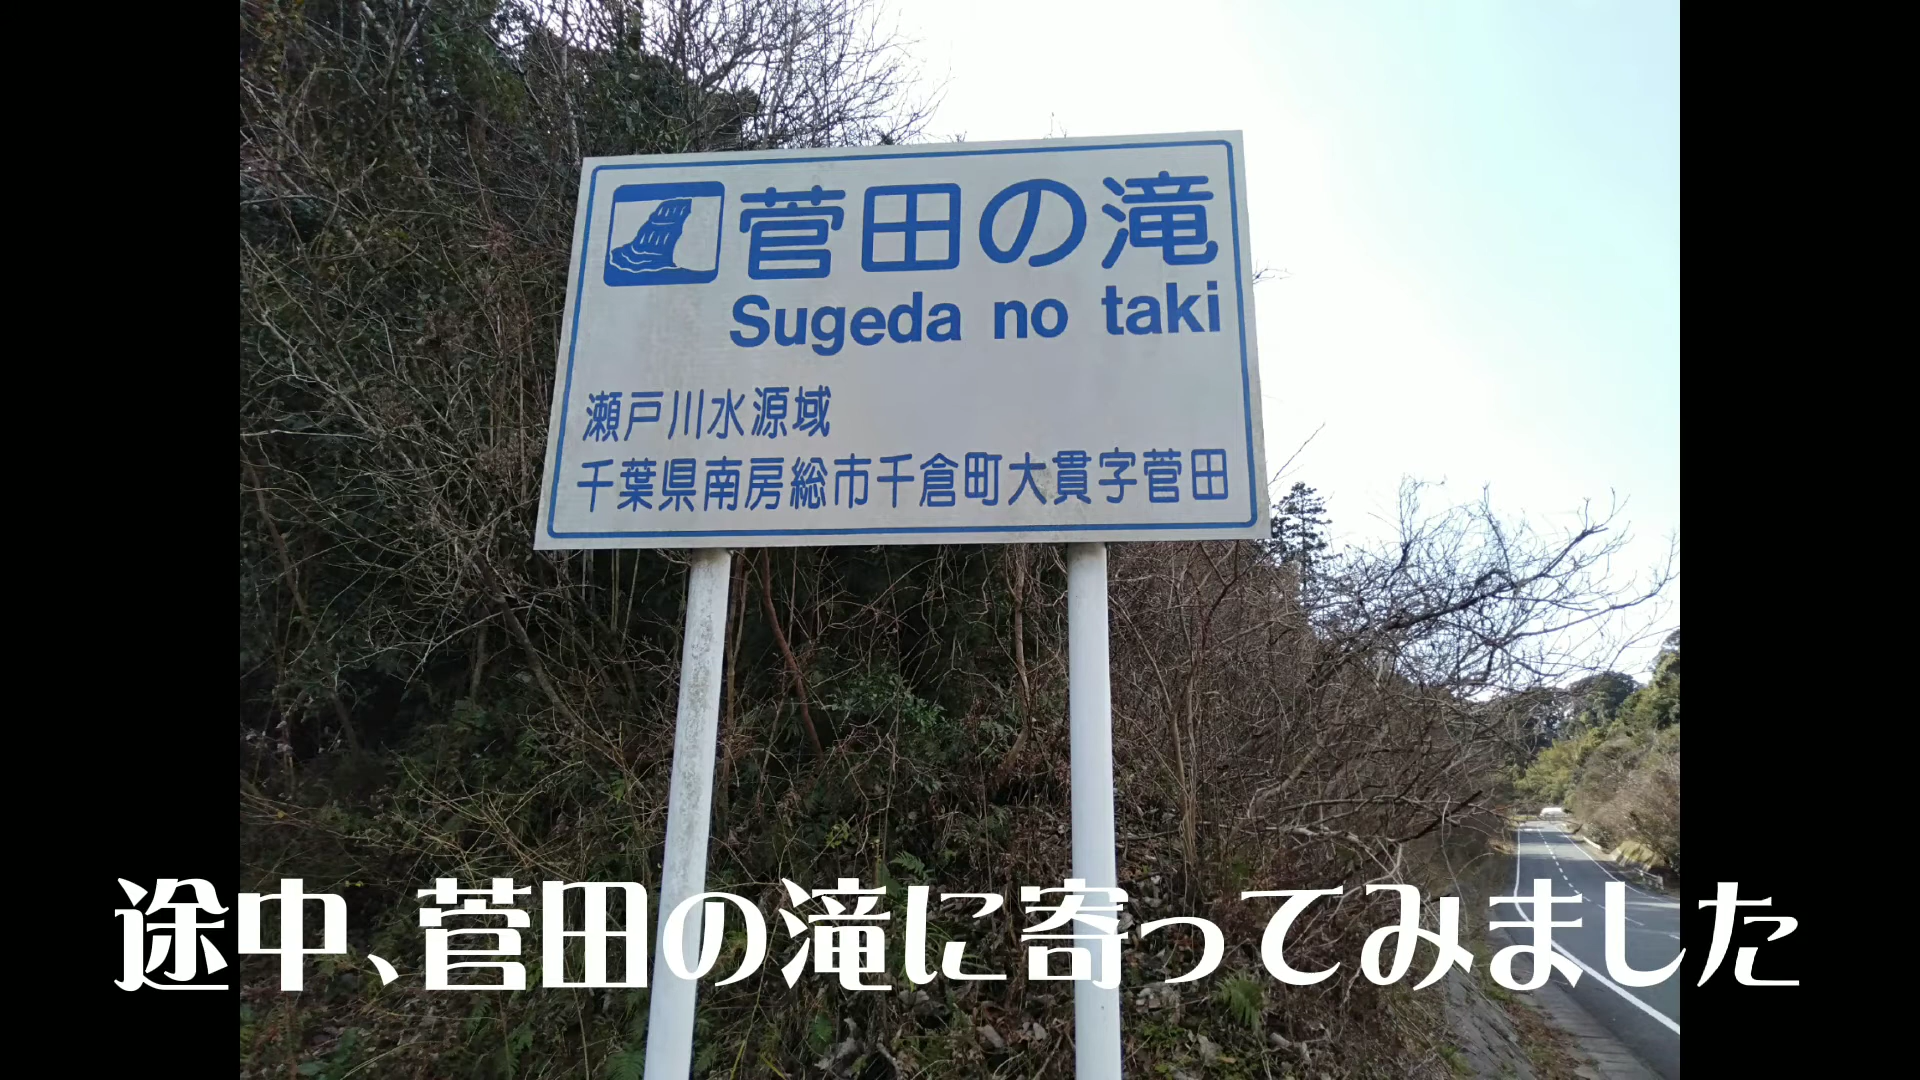 菅田の滝
Sugeda no taki
瀬戸川水源域
千葉県南房総市千倉町大貫字菅田
途中、菅田の滝に寄ってみました